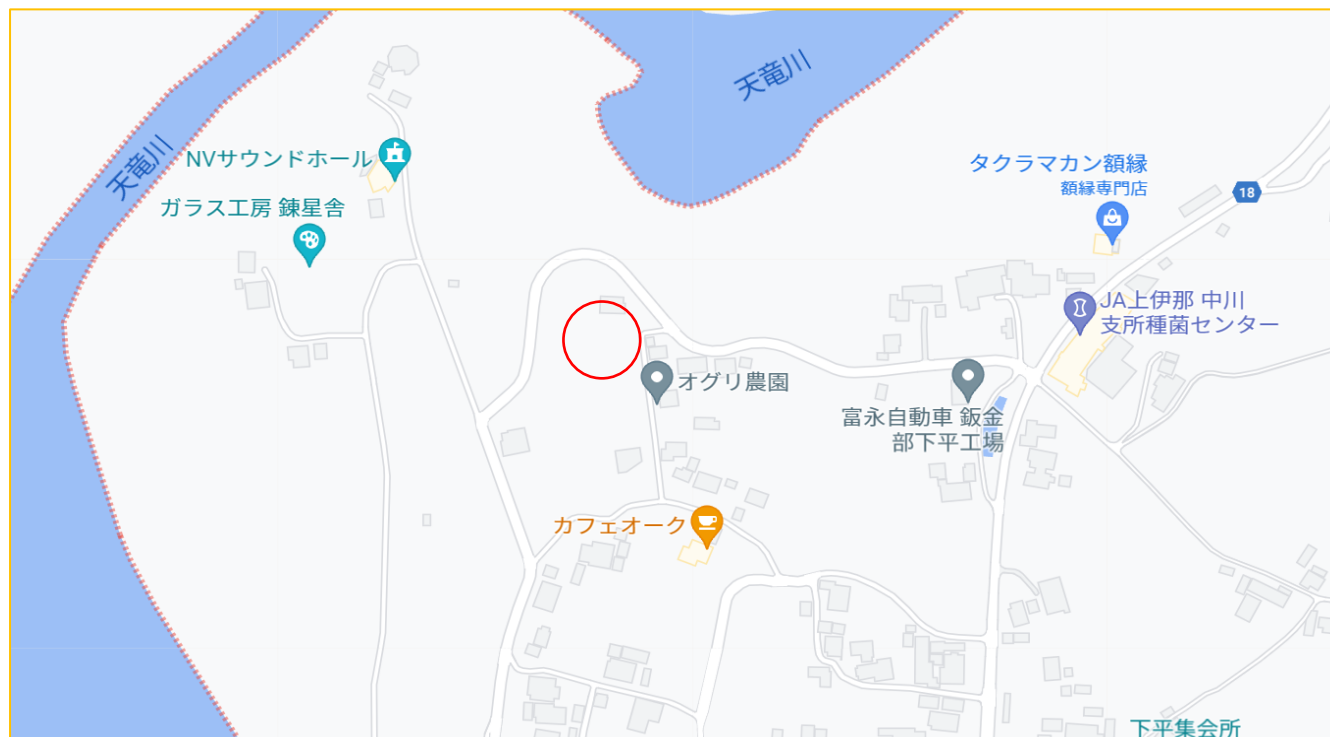 天竜川
天竜川
NVサウンドホール
タクラマカン額縁
額縁専門店
18
ガラス工房 錬星舎
JA上伊那 中川
支所種菌センター
オグリ農園
富永自動車 鈑金
部下平工場
カフェオーク
下平集会所